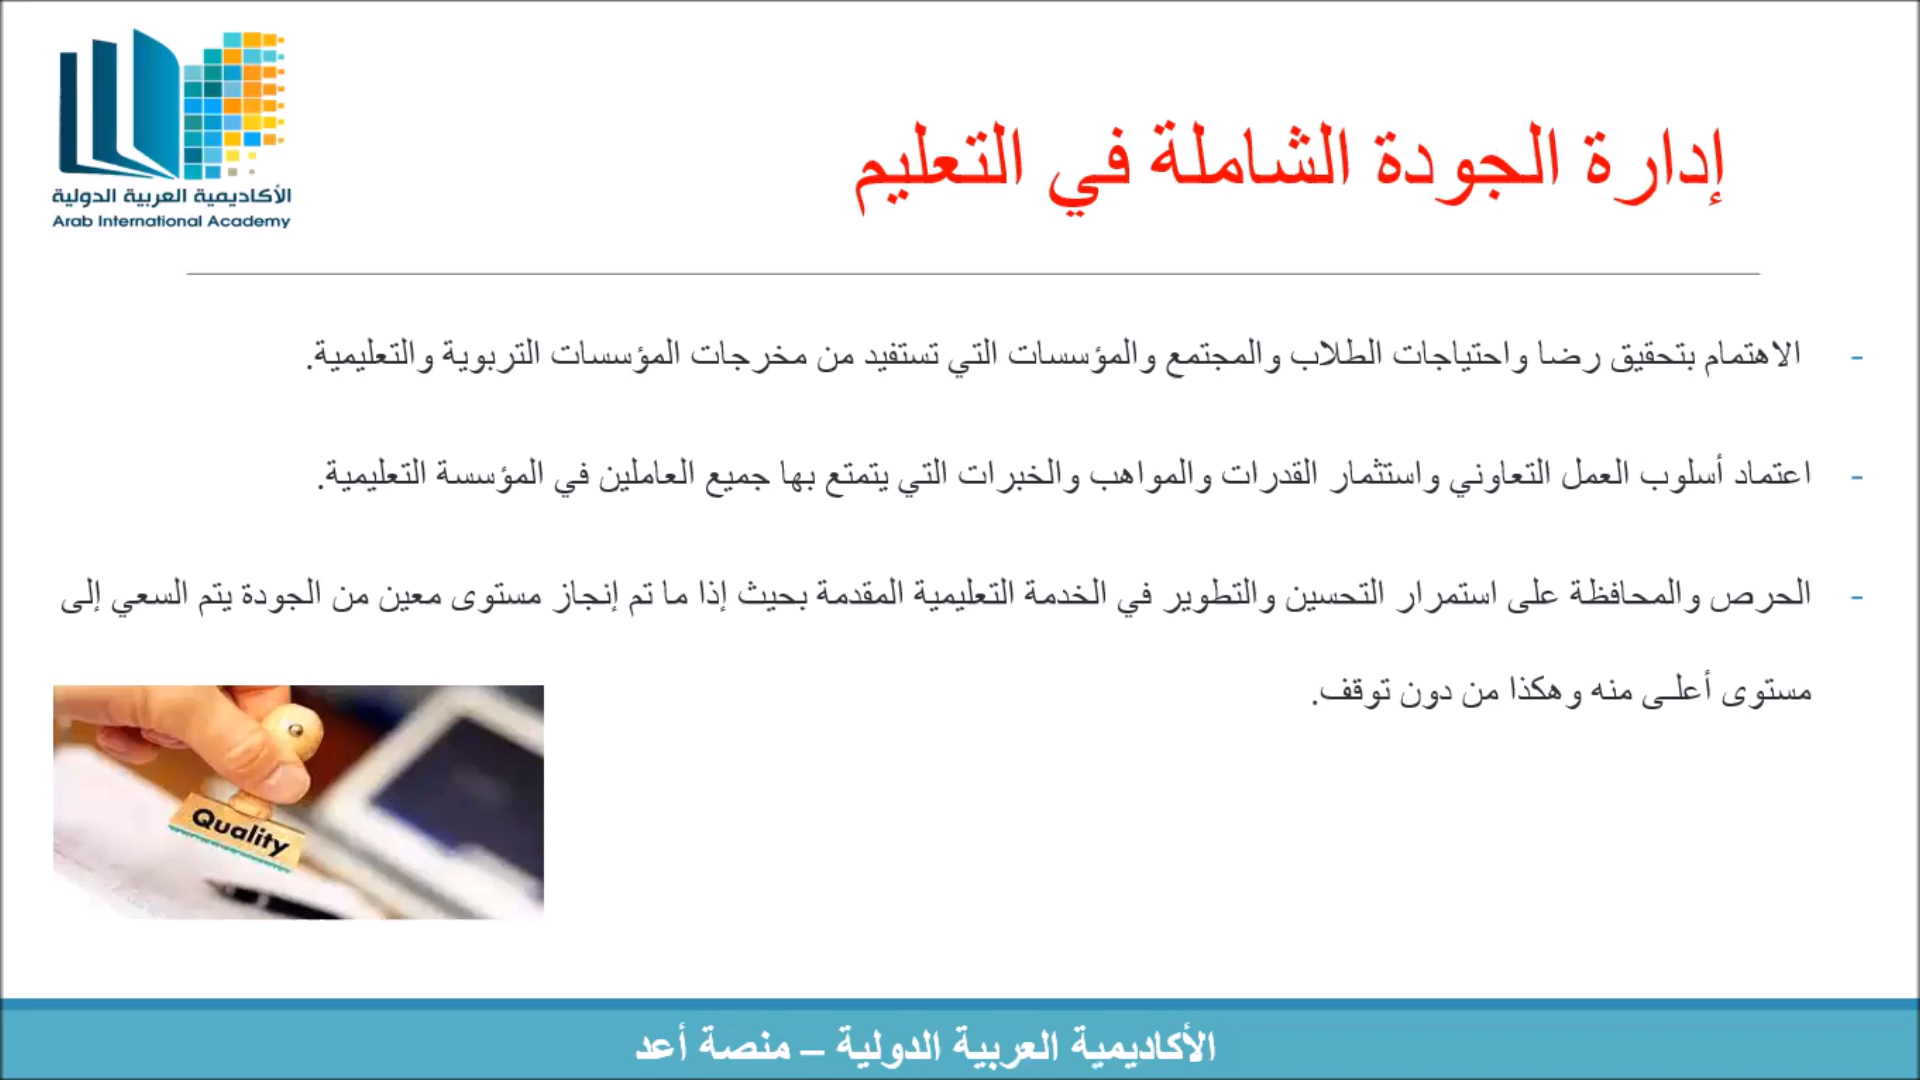 الأكاديمية العربية الدولية
Arab International Academy
إدارة الجودة الشاملة في التعليم
- الاهتمام بتحقيق رضا واحتياجات الطلاب والمجتمع والمؤسسات التي تستفيد من مخرجات المؤسسات التربوية والتعليمية.
- اعتماد أسلوب العمل التعاوني واستثمار القدرات والمواهب والخبرات التي يتمتع بها جميع العاملين في المؤسسة التعليمية.
- الحرص والمحافظة على استمرار التحسين والتطوير في الخدمة التعليمية المقدمة بحيث إذا ما تم إنجاز مستوى معين من الجودة يتم السعي إلى
مستوى أعلــى منه وهكذا من دون توقف.
Quality
الأكاديمية العربية الدولية – منصة أعد